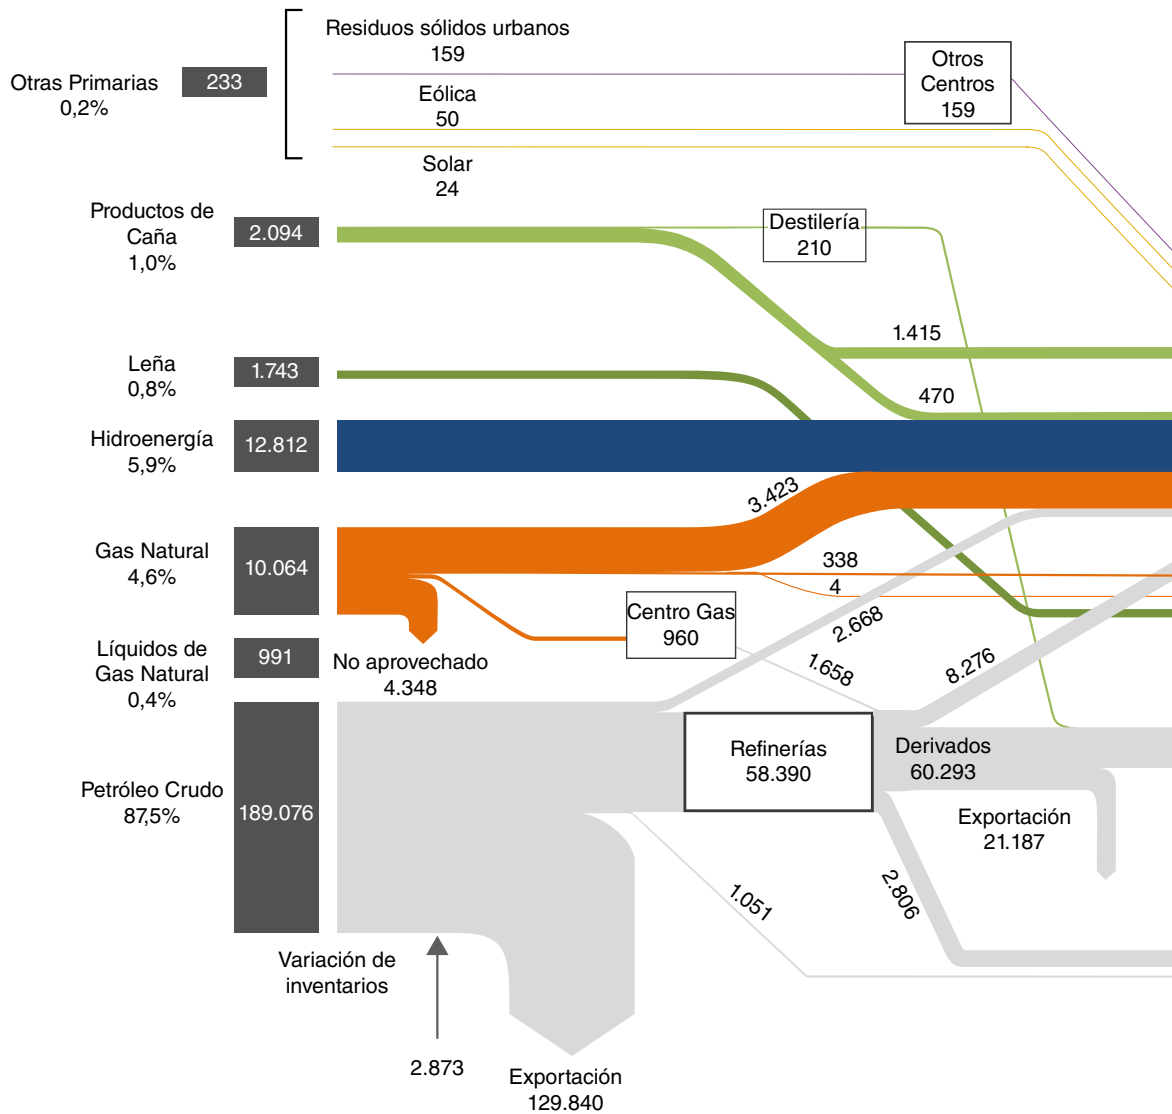 Residuos sólidos urbanos
159
Otras Primarias
0,2%
233
Otros
Centros
159
Eólica
50
Solar
24
Productos de
Caña
1,0%
2.094
Destilería
210
1.415
Leña
0,8%
1.743
470
Hidroenergía
5,9%
12.812
3.423
Gas Natural
4,6%
10.064
338
4
Centro Gas
960
2.668
1.658
8.276
Líquidos de
Gas Natural
0,4%
991
No aprovechado
4.348
Refinerías
58.390
Derivados
60.293
Petróleo Crudo
87,5%
189.076
Exportación
21.187
1.051
2.806
Variación de
inventarios
2.873
Exportación
129.840